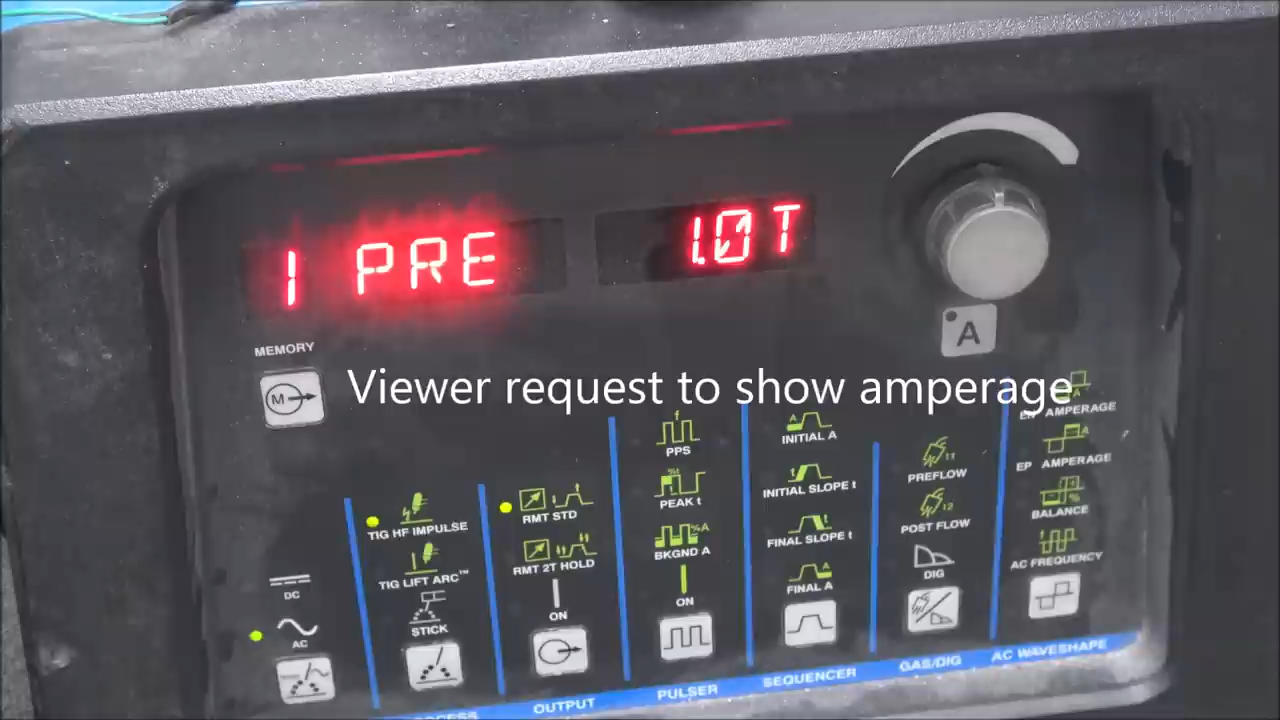 1 PRE 1.0T
MEMORY
M
A
Viewer request to show amperage
DC
AC
TIG HF IMPULSE
TIG LIFT ARC™
STICK
RMT STD
RMT 2T HOLD
ON
PPS
PEAK t
BKGND A
ON
INITIAL A
INITIAL SLOPE t
FINAL SLOPE t
FINAL A
PREFLOW
POST FLOW
DIG
AMPERAGE
EP AMPERAGE
BALANCE
AC FREQUENCY
OUTPUT
PULSER
SEQUENCER
GAS/DIG
AC WAVESHAPE